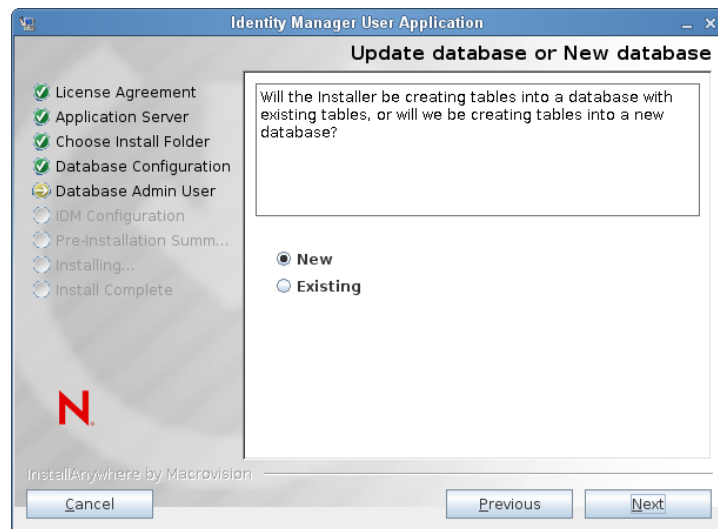 Identity Manager User Application
Update database or New database
License Agreement
Application Server
Choose Install Folder
Database Configuration
Database Admin User
IDM Configuration
Pre-Installation Summ...
Installing...
Install Complete
Will the Installer be creating tables into a database with
existing tables, or will we be creating tables into a new
database?
New
Existing
N
InstallAnywhere by Macrovision
Cancel
Previous
Next